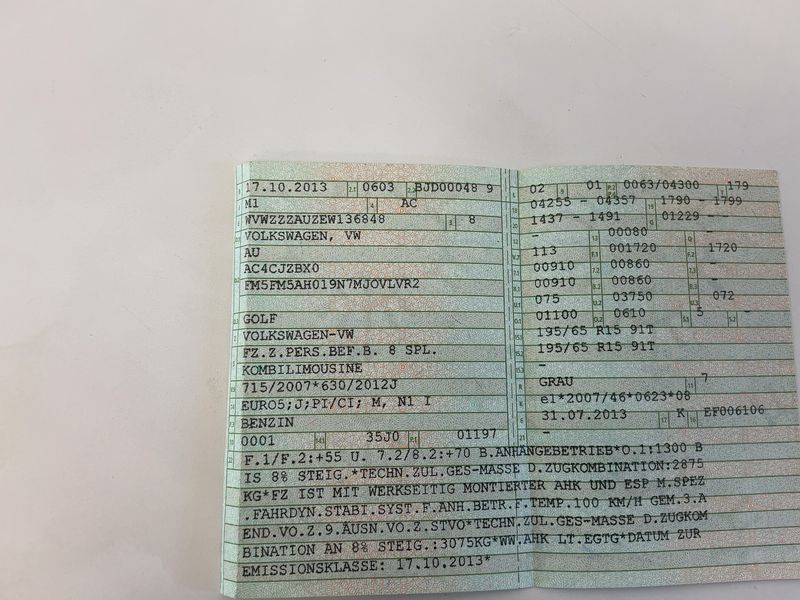 17.10.2013 0603 BJD00048 9
M1 AC
WVWZZZAUZEW136848 8
VOLKSWAGEN, VW
AU
AC4CJZBX0
FM5FM5AH019N7MJOVLVR2
GOLF
VOLKSWAGEN-VW
FZ.Z.PERS.BEF.B. 8 SPL.
KOMBILIMOUSINE
715/2007*630/2012J
EURO5;J;PI/CI; M, N1 I
BENZIN
0001 35J0 01197
02 01 0063/04300 179
04255 - 04357 1790 - 1799
1437 - 1491 01229 - -
- 00080 -
113 001720 1720
00910 00860 -
00910 00860 -
075 03750 072
01100 0610 5 -
195/65 R15 91T
195/65 R15 91T
-
GRAU 7
e1*2007/46*0623*08
31.07.2013 K EF006106
-
F.1/F.2:+55 U. 7.2/8.2:+70 B.ANHÄNGEBETRIEB*O.1:1300 B
IS 8% STEIG.*TECHN.ZUL.GES-MASSE D.ZUGKOMBINATION:2875
KG*FZ IST MIT WERKSEITIG MONTIERTER AHK UND ESP M.SPEZ
.FAHRDYN.STABI.SYST.F.ANH.BETR.F.TEMP.100 KM/H GEM.3.A
END.VO.Z.9.AUSN.VO.Z.STVO*TECHN.ZUL.GES-MASSE D.ZUGKOM
BINATION AN 8% STEIG.:3075KG*WW.AHK LT.EGTG*DATUM ZUR
EMISSIONSKLASSE: 17.10.2013*